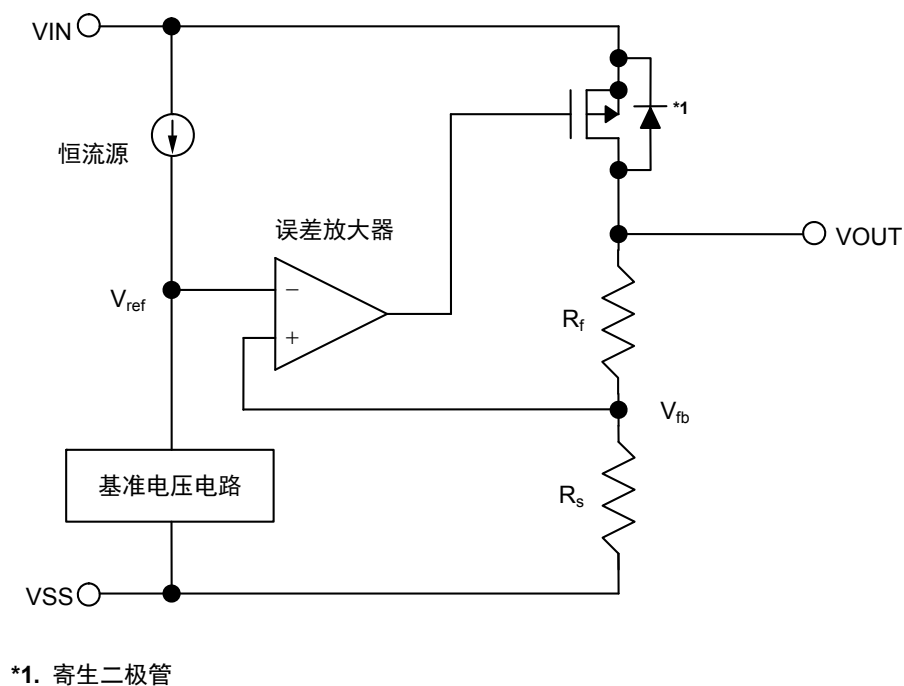 VIN
*1
恒流源
误差放大器
VOUT
Vref
−
+
Rf
Vfb
基准电压电路
Rs
VSS
*1. 寄生二极管